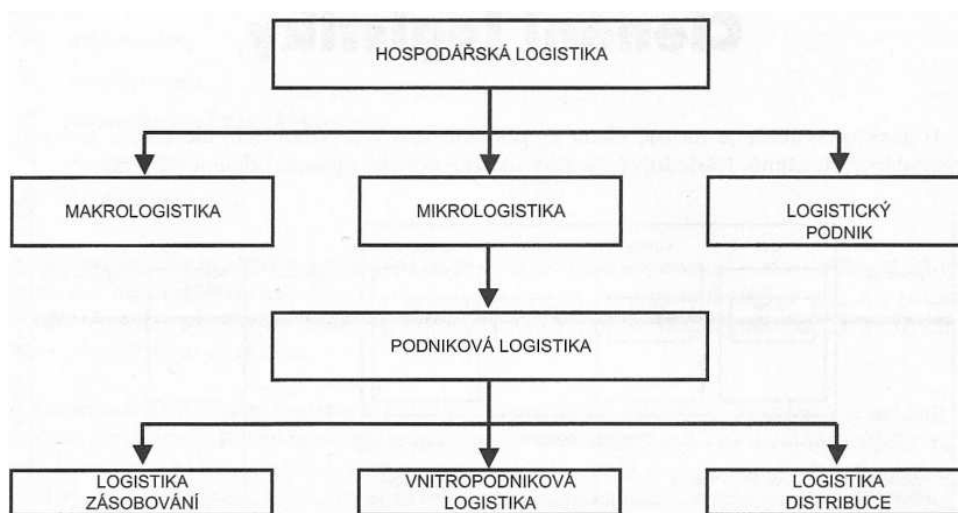 HOSPODÁŘSKÁ LOGISTIKA
MAKROLOGISTIKA
MIKROLOGISTIKA
LOGISTICKÝ
PODNIK
PODNIKOVÁ LOGISTIKA
LOGISTIKA
ZÁSOBOVÁNÍ
VNITROPODNIKOVÁ
LOGISTIKA
LOGISTIKA
DISTRIBUCE